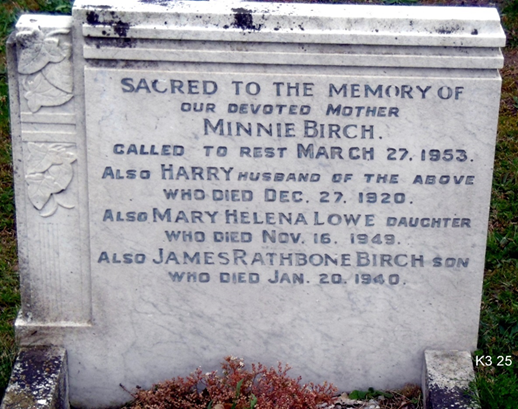 SACRED TO THE MEMORY OF
OUR DEVOTED MOTHER
MINNIE BIRCH.
CALLED TO REST MARCH 27. 1953.
ALSO HARRY HUSBAND OF THE ABOVE
WHO DIED DEC. 27. 1920.
ALSO MARY HELENA LOWE DAUGHTER
WHO DIED NOV. 16. 1949.
ALSO JAMES RATHBONE BIRCH SON
WHO DIED JAN. 20. 1940.
K3 25